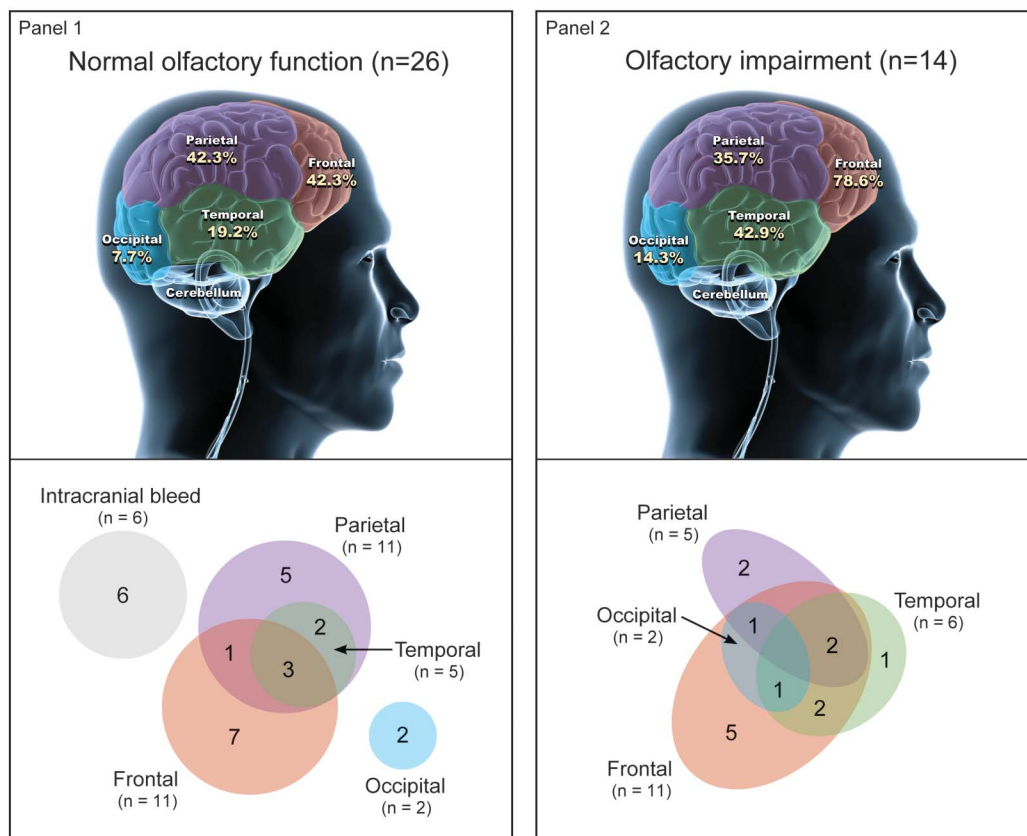 Panel 1
Normal olfactory function (n=26)
Parietal
42.3%
Frontal
42.3%
Temporal
19.2%
Occipital
7.7%
Cerebellum
Intracranial bleed
(n = 6)
6
Parietal
(n = 11)
5
2
1
3
Temporal
(n = 5)
7
2
Frontal
(n = 11)
Occipital
(n = 2)
Panel 2
Olfactory impairment (n=14)
Parietal
35.7%
Frontal
78.6%
Temporal
42.9%
Occipital
14.3%
Cerebellum
Parietal
(n = 5)
2
Occipital
(n = 2)
1
2
Temporal
(n = 6)
1
1
2
5
Frontal
(n = 11)